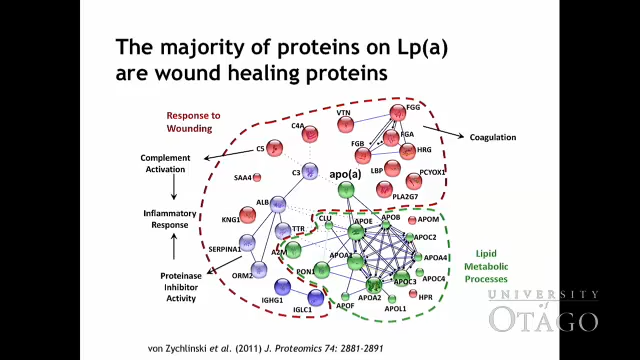 The majority of proteins on Lp(a)
are wound healing proteins
Response to
Wounding
Complement
Activation
Inflammatory
Response
Proteinase
Inhibitor
Activity
Coagulation
Lipid
Metabolic
Processes
VTN
FGG
C4A
FGA
C5
FGB
HRG
C3
apo(a)
LBP
PCYOX1
SAA4
PLA2G7
ALB
KNG1
CLU
APOE
APOB
APOM
TTR
APOC2
SERPINA1
A2M
APOA1
APOA4
ORM2
PON1
APOC3
APOC4
IGHG1
APOA2
HPR
IGLC1
APOF
APOL1
UNIVERSITY
of
OTAGO
von Zychlinski et al. (2011) J. Proteomics 74: 2881-2891